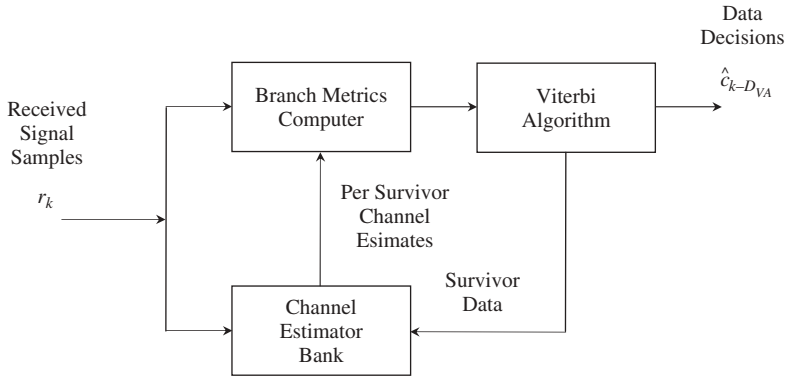 Data
Decisions
ĉ_{k–D_{VA}}
Branch Metrics
Computer
Viterbi
Algorithm
Received
Signal
Samples
r_k
Per Survivor
Channel
Esimates
Survivor
Data
Channel
Estimator
Bank